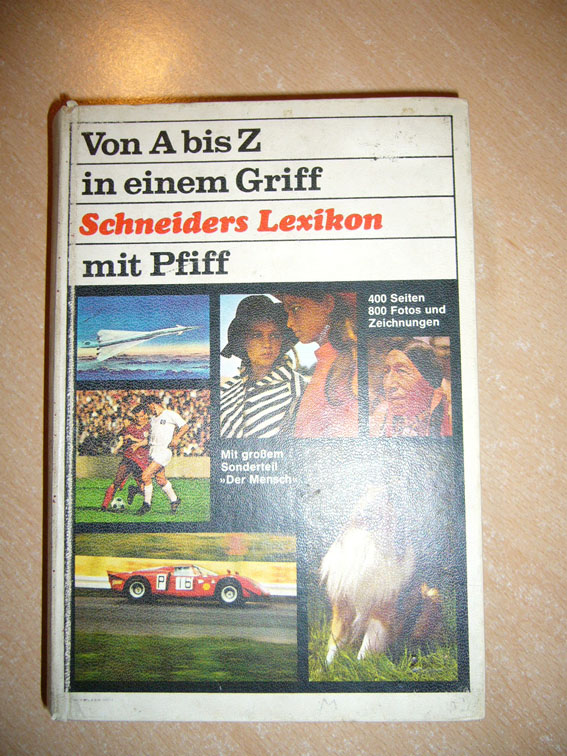 Von A bis Z
in einem Griff
Schneiders Lexikon
mit Pfiff
400 Seiten
800 Fotos und
Zeichnungen
Mit großem
Sonderteil
»Der Mensch«
P 16